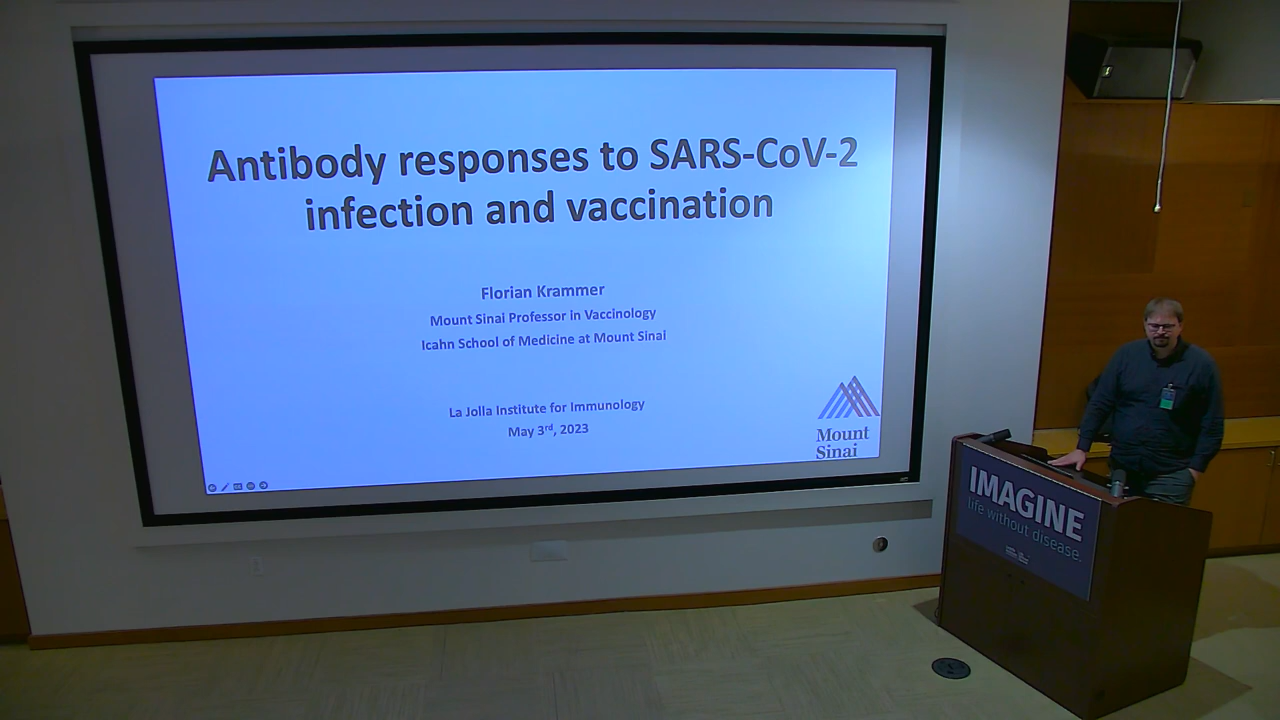 Antibody responses to SARS-CoV-2
infection and vaccination
Florian Krammer
Mount Sinai Professor in Vaccinology
Icahn School of Medicine at Mount Sinai
La Jolla Institute for Immunology
May 3rd, 2023
Mount
Sinai
IMAGINE
life without disease.